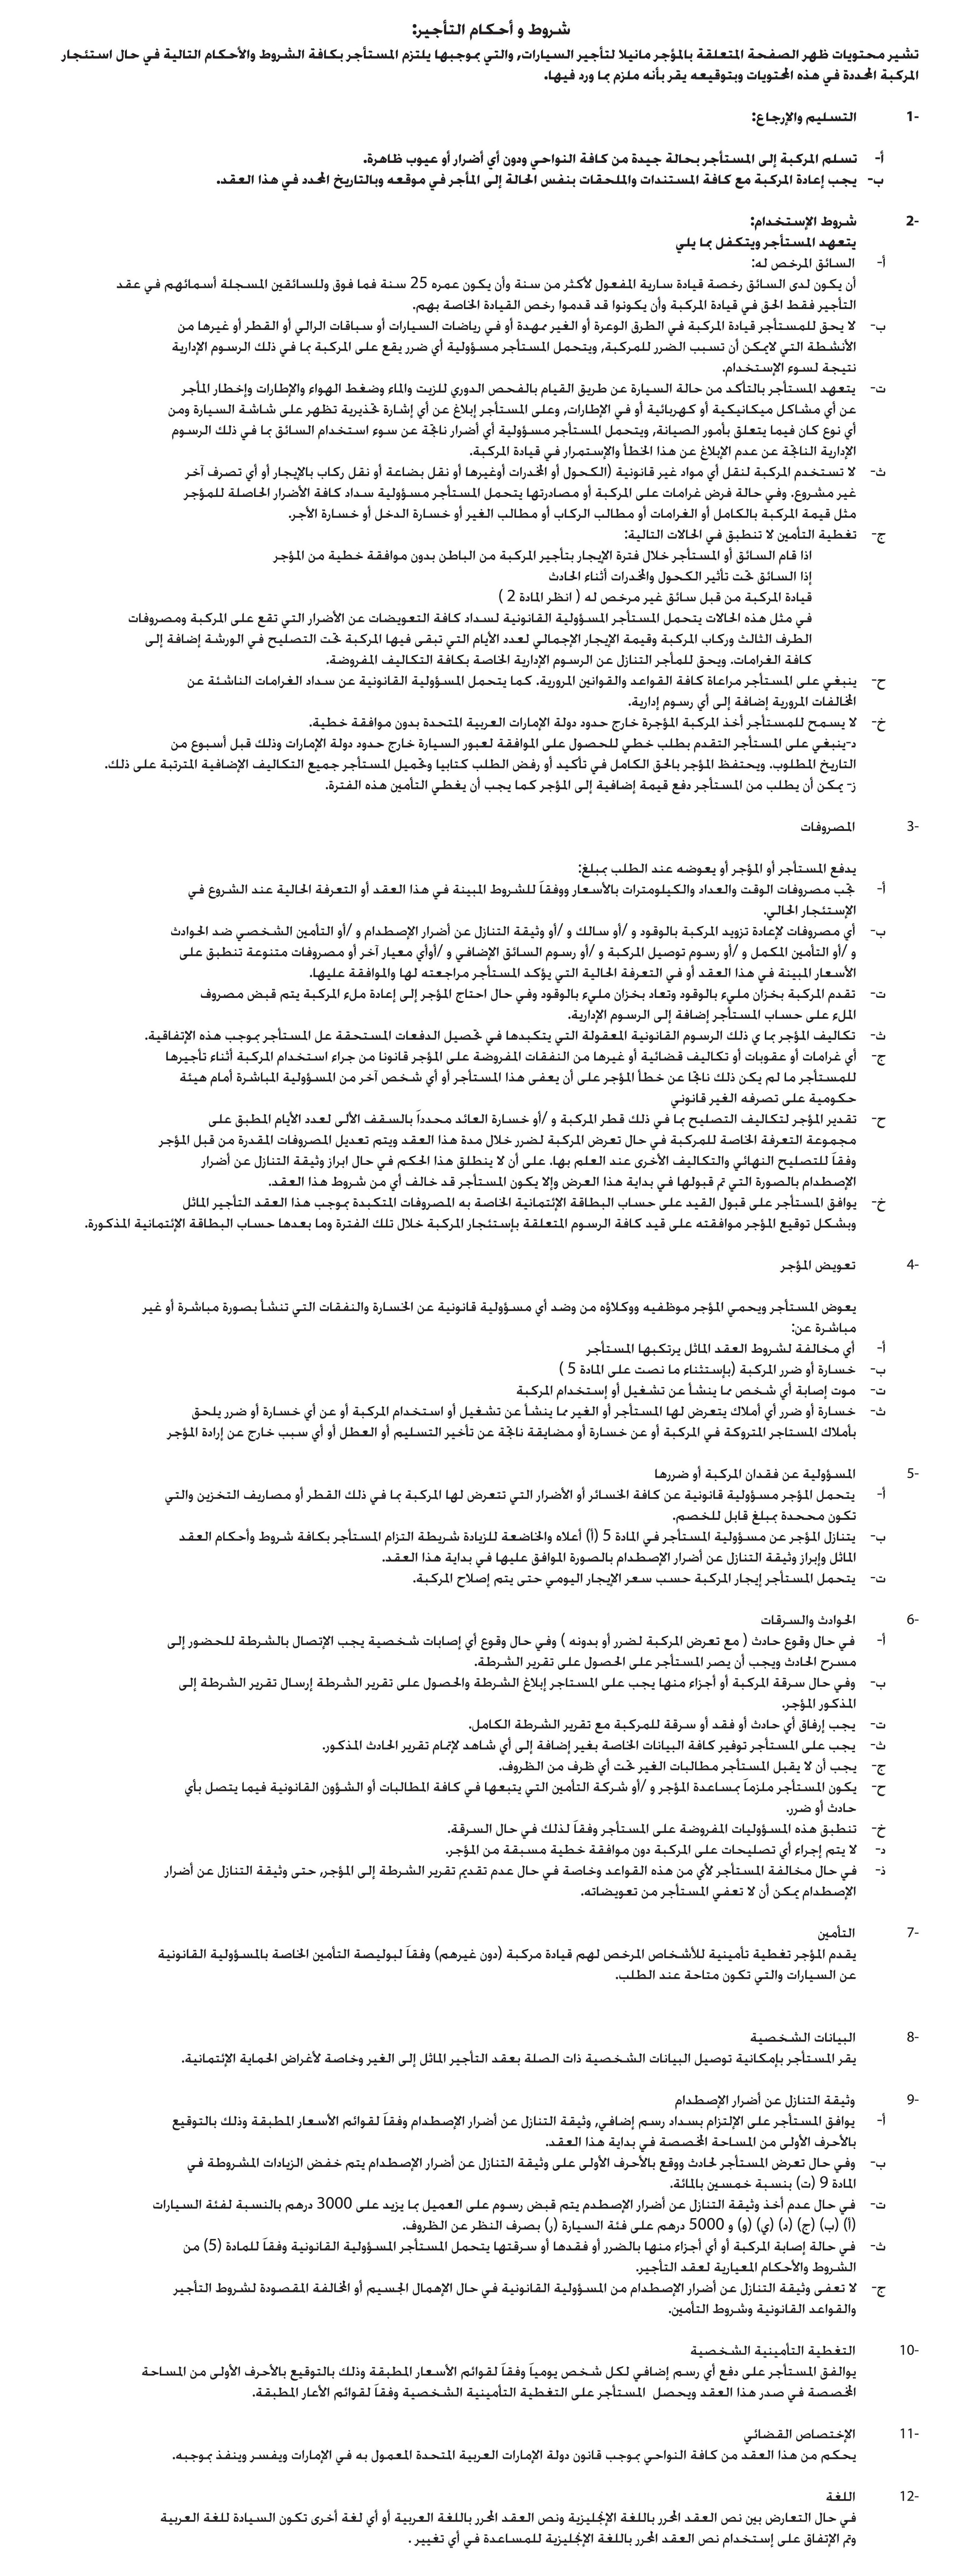 شروط و أحكام التأجير:
تشير محتويات ظهر الصفحة المتعلقة بالمؤجر مانيلا لتأجير السيارات, والتي بموجبها يلتزم المستأجر بكافة الشروط والأحكام التالية في حال استئجار
المركبة المحددة في هذه المحتويات وبتوقيعه يقر بأنه ملزم بما ورد فيها.
1- التسليم والإرجاع:
أ- تسلم المركبة إلى المستأجر بحالة جيدة من كافة النواحي ودون أي أضرار أو عيوب ظاهرة.
ب- يجب إعادة المركبة مع كافة المستندات والملحقات بنفس الحالة إلى المأجر في موقعه وبالتاريخ المحدد في هذا العقد.
2- شروط الإستخدام:
يتعهد المستأجر ويتكفل بما يلي
أ- السائق المرخص له:
أن يكون لدى السائق رخصة قيادة سارية المفعول لأكثر من سنة وأن يكون عمره 25 سنة فما فوق وللسائقين المسجلة أسمائهم في عقد
التأجير فقط الحق في قيادة المركبة وأن يكونوا قد قدموا رخص القيادة الخاصة بهم.
ب- لا يحق للمستأجر قيادة المركبة في الطرق الوعرة أو الغير ممهدة أو في رياضات السيارات أو سباقات الرالي أو القطر أو غيرها من
الأنشطة التي لايمكن أن تسبب الضرر للمركبة, ويتحمل المستأجر مسؤولية أي ضرر يقع على المركبة بما في ذلك الرسوم الإدارية
نتيجة لسوء الإستخدام.
ت- يتعهد المستأجر بالتأكد من حالة السيارة عن طريق القيام بالفحص الدوري للزيت والماء وضغط الهواء والإطارات وإخطار المأجر
عن أي مشاكل ميكانيكية أو كهربائية أو في الإطارات, وعلى المستأجر إبلاغ عن أي إشارة تحذيرية تظهر على شاشة السيارة ومن
أي نوع كان فيما يتعلق بأمور الصيانة, ويتحمل المستأجر مسؤولية أي أضرار ناتجة عن سوء استخدام السائق بما في ذلك الرسوم
الإدارية الناتجة عن عدم الإبلاغ عن هذا الخطأ والإستمرار في قيادة المركبة.
ث- لا تستخدم المركبة لنقل أي مواد غير قانونية (الكحول أو المخدرات أوغيرها أو نقل بضاعة أو نقل ركاب بالإيجار أو أي تصرف آخر
غير مشروع. وفي حالة فرض غرامات على المركبة أو مصادرتها يتحمل المستأجر مسؤولية سداد كافة الأضرار الحاصلة للمؤجر
مثل قيمة المركبة بالكامل أو الغرامات أو مطالب الركاب أو مطالب الغير أو خسارة الدخل أو خسارة الأجر.
ج- تغطية التأمين لا تنطبق في الحالات التالية:
اذا قام السائق أو المستأجر خلال فترة الإيجار بتأجير المركبة من الباطن بدون موافقة خطية من المؤجر
إذا السائق تحت تأثير الكحول والمخدرات أثناء الحادث
قيادة المركبة من قبل سائق غير مرخص له ( انظر المادة 2 )
في مثل هذه الحالات يتحمل المستأجر المسؤولية القانونية لسداد كافة التعويضات عن الأضرار التي تقع على المركبة ومصروفات
الطرف الثالث وركاب المركبة وقيمة الإيجار الإجمالي لعدد الأيام التي تبقى فيها المركبة تحت التصليح في الورشة إضافة إلى
كافة الغرامات. ويحق للمأجر التنازل عن الرسوم الإدارية الخاصة بكافة التكاليف المفروضة.
ح- ينبغي على المستأجر مراعاة كافة القواعد والقوانين المرورية. كما يتحمل المسؤولية القانونية عن سداد الغرامات الناشئة عن
المخالفات المرورية إضافة إلى أي رسوم إدارية.
خ- لا يسمح للمستأجر أخذ المركبة المؤجرة خارج حدود دولة الإمارات العربية المتحدة بدون موافقة خطية.
د-ينبغي على المستأجر التقدم بطلب خطي للحصول على الموافقة لعبور السيارة خارج حدود دولة الإمارات وذلك قبل أسبوع من
التاريخ المطلوب. ويحتفظ المؤجر بالحق الكامل في تأكيد أو رفض الطلب كتابيا وتحميل المستأجر جميع التكاليف الإضافية المترتبة على ذلك.
ز- يمكن أن يطلب من المستأجر دفع قيمة إضافية إلى المؤجر كما يجب أن يغطي التأمين هذه الفترة.
3- المصروفات
يدفع المستأجر أو المؤجر أو يعوضه عند الطلب بمبلغ:
أ- تجب مصروفات الوقت والعداد والكيلومترات بالأسعار ووفقاً للشروط المبينة في هذا العقد أو التعرفة الحالية عند الشروع في
الإستئجار الحالي.
ب- أي مصروفات لإعادة تزويد المركبة بالوقود و /أو سالك و /أو وثيقة التنازل عن أضرار الإصطدام و /أو التأمين الشخصي ضد الحوادث
و /أو التأمين المكمل و /أو رسوم توصيل المركبة و /أو رسوم السائق الإضافي و /أوأي معيار آخر أو مصروفات متنوعة تنطبق على
الأسعار المبينة في هذا العقد أو في التعرفة الحالية التي يؤكد المستأجر مراجعته لها والموافقة عليها.
ت- تقدم المركبة بخزان مليء بالوقود وتعاد بخزان مليء بالوقود وفي حال احتاج المؤجر إلى إعادة ملء المركبة يتم قبض مصروف
الملء على حساب المستأجر إضافة إلى الرسوم الإدارية.
ث- تكاليف المؤجر بما ي ذلك الرسوم القانونية المعقولة التي يتكبدها في تحصيل الدفعات المستحقة عل المستأجر بموجب هذه الإتفاقية.
ج- أي غرامات أو عقوبات أو تكاليف قضائية أو غيرها من النفقات المفروضة على المؤجر قانونا من جراء استخدام المركبة أثناء تأجيرها
للمستأجر ما لم يكن ذلك ناتجا عن خطأ المؤجر على أن يعفى هذا المستأجر أو أي شخص آخر من المسؤولية المباشرة أمام هيئة
حكومية على تصرفه الغير قانوني
ح- تقدير المؤجر لتكاليف التصليح بما في ذلك قطر المركبة و /أو خسارة العائد محدداً بالسقف الألى لعدد الأيام المطبق على
مجموعة التعرفة الخاصة للمركبة في حال تعرض المركبة لضرر خلال مدة هذا العقد ويتم تعديل المصروفات المقدرة من قبل المؤجر
وفقاً للتصليح النهائي والتكاليف الأخرى عند العلم بها. على أن لا ينطلق هذا الحكم في حال ابراز وثيقة التنازل عن أضرار
الإصطدام بالصورة التي تم قبولها في بداية هذا العرض وإلا يكون المستأجر قد خالف أي من شروط هذا العقد.
خ- يوافق المستأجر على قبول القيد على حساب البطاقة الإئتمانية الخاصة به المصروفات المتكبدة بموجب هذا العقد التأجير الماثل
وبشكل توقيع المؤجر موافقته على قيد كافة الرسوم المتعلقة بإستئجار المركبة خلال تلك الفترة وما بعدها حساب البطاقة الإئتمانية المذكورة.
4- تعويض المؤجر
يعوض المستأجر ويحمي المؤجر موظفيه ووكلاؤه من وضد أي مسؤولية قانونية عن الخسارة والنفقات التي تنشأ بصورة مباشرة أو غير
مباشرة عن:
أ- أي مخالفة لشروط العقد الماثل يرتكبها المستأجر
ب- خسارة أو ضرر المركبة (بإستثناء ما نصت على المادة 5 )
ت- موت إصابة أي شخص مما ينشأ عن تشغيل أو إستخدام المركبة
ث- خسارة أو ضرر أي أملاك يتعرض لها المستأجر أو الغير مما ينشأ عن تشغيل أو استخدام المركبة أو عن أي خسارة أو ضرر يلحق
بأملاك المستاجر المتروكة في المركبة أو عن خسارة أو مضايقة ناتجة عن تأخير التسليم أو العطل أو أي سبب خارج عن إرادة المؤجر
5- المسؤولية عن فقدان المركبة أو ضررها
أ- يتحمل المؤجر مسؤولية قانونية عن كافة الخسائر أو الأضرار التي تتعرض لها المركبة بما في ذلك القطر أو مصاريف التخزين والتي
تكون مححدة بمبلغ قابل للخصم.
ب- يتنازل المؤجر عن مسؤولية المستأجر في المادة 5 (أ) أعلاه والخاضعة للزيادة شريطة التزام المستأجر بكافة شروط وأحكام العقد
الماثل وإبراز وثيقة التنازل عن أضرار الإصطدام بالصورة الموافق عليها في بداية هذا العقد.
ت- يتحمل المستأجر إيجار المركبة حسب سعر الإيجار اليومي حتى يتم إصلاح المركبة.
6- الحوادث والسرقات
أ- في حال وقوع حادث ( مع تعرض المركبة لضرر أو بدونه ) وفي حال وقوع أي إصابات شخصية يجب الإتصال بالشرطة للحضور إلى
مسرح الحادث ويجب أن يصر المستأجر على الحصول على تقرير الشرطة.
ب- وفي حال سرقة المركبة أو أجزاء منها يجب على المستاجر إبلاغ الشرطة والحصول على تقرير الشرطة إرسال تقرير الشرطة إلى
المذكور المؤجر.
ت- يجب إرفاق أي حادث أو فقد أو سرقة للمركبة مع تقرير الشرطة الكامل.
ث- يجب على المستأجر توفير كافة البيانات الخاصة بغير إضافة إلى أي شاهد لإتمام تقرير الحادث المذكور.
ج- يجب أن لا يقبل المستأجر مطالبات الغير تحت أي ظرف من الظروف.
ح- يكون المستأجر ملزماً بمساعدة المؤجر و /أو شركة التأمين التي يتبعها في كافة المطالبات أو الشؤون القانونية فيما يتصل بأي
حادث أو ضرر.
خ- تنطبق هذه المسؤوليات المفروضة على المستأجر وفقاً لذلك في حال السرقة.
د- لا يتم إجراء أي تصليحات على المركبة دون موافقة خطية مسبقة من المؤجر.
ذ- في حال مخالفة المستأجر لأي من هذه القواعد وخاصة في حال عدم تقديم تقرير الشرطة إلى المؤجر, حتى وثيقة التنازل عن أضرار
الإصطدام يمكن أن لا تعفي المستأجر من تعويضاته.
7- التأمين
يقدم المؤجر تغطية تأمينية للأشخاص المرخص لهم قيادة مركبة (دون غيرهم) وفقاً لبوليصة التأمين الخاصة بالمسؤولية القانونية
عن السيارات والتي تكون متاحة عند الطلب.
8- البيانات الشخصية
يقر المستأجر بإمكانية توصيل البيانات الشخصية ذات الصلة بعقد التأجير الماثل إلى الغير وخاصة لأغراض الحماية الإئتمانية.
9- وثيقة التنازل عن أضرار الإصطدام
أ- يوافق المستأجر على الإلتزام بسداد رسم إضافي, وثيقة التنازل عن أضرار الإصطدام وفقاً لقوائم الأسعار المطبقة وذلك بالتوقيع
بالأحرف الأولى من المساحة المخصصة في بداية هذا العقد.
ب- وفي حال تعرض المستأجر لحادث ووقع بالأحرف الأولى على وثيقة التنازل عن أضرار الإصطدام يتم خفض الزيادات المشروطة في
المادة 9 (ت) بنسبة خمسين بالمائة.
ت- في حال عدم أخذ وثيقة التنازل عن أضرار الإصطدم يتم قبض رسوم على العميل بما يزيد على 3000 درهم بالنسبة لفئة السيارات
(أ) (ب) (ج) (د) (ي) (و) و 5000 درهم على فئة السيارة (ر) بصرف النظر عن الظروف.
ث- في حالة إصابة المركبة أو أي أجزاء منها بالضرر أو فقدها أو سرقتها يتحمل المستأجر المسؤولية القانونية وفقاً للمادة (5) من
الشروط والأحكام المعيارية لعقد التأجير.
ج- لا تعفى وثيقة التنازل عن أضرار الإصطدام من المسؤولية القانونية في حال الإهمال الجسيم أو المخالفة المقصودة لشروط التأجير
والقواعد القانونية وشروط التأمين.
10- التغطية التأمينية الشخصية
يوالفق المستأجر على دفع أي رسم إضافي لكل شخص يومياً وفقاً لقوائم الأسعار المطبقة وذلك بالتوقيع بالأحرف الأولى من المساحة
المخصصة في صدر هذا العقد ويحصل المستأجر على التغطية التأمينية الشخصية وفقاً لقوائم الأعار المطبقة.
11- الإختصاص القضائي
يحكم من هذا العقد من كافة النواحي بموجب قانون دولة الإمارات العربية المتحدة المعمول به في الإمارات ويفسر وينفذ بموجبه.
12- اللغة
في حال التعارض بين نص العقد المحرر باللغة الإنجليزية ونص العقد المحرر باللغة العربية أو أي لغة أخرى تكون السيادة للغة العربية
وتم الإتفاق على إستخدام نص العقد المحرر باللغة الإنجليزية للمساعدة في أي تغيير .